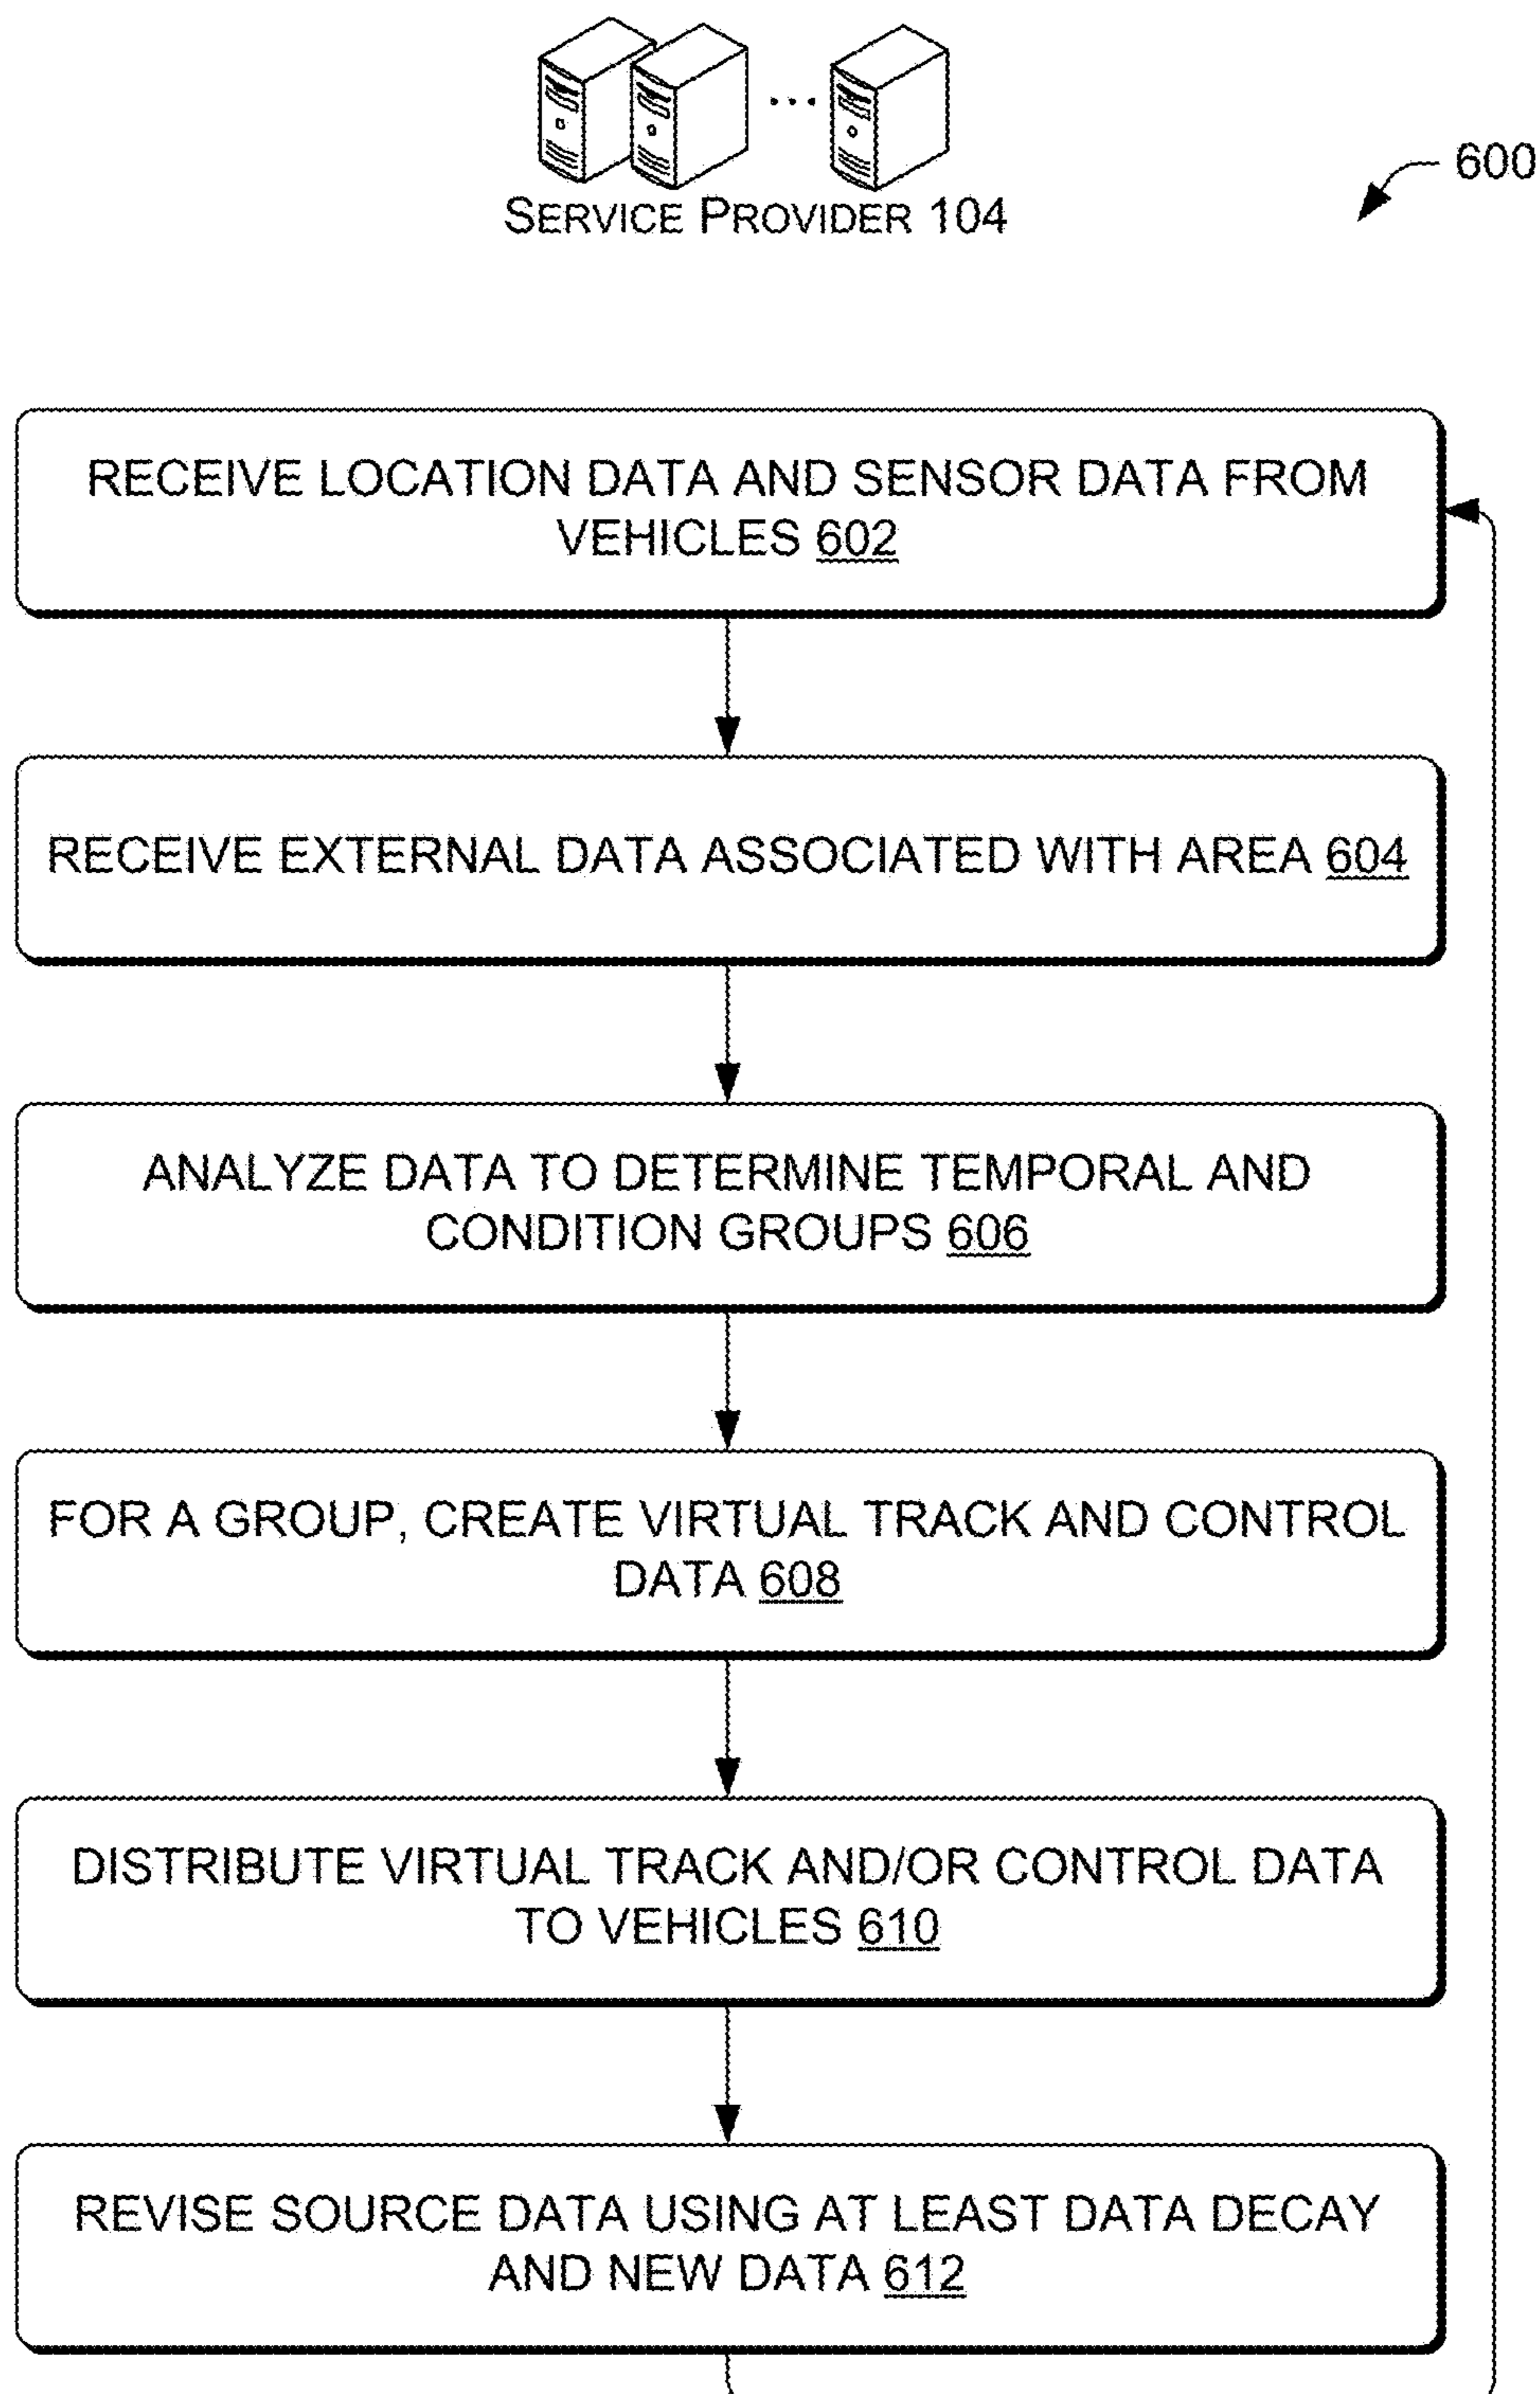 SERVICE PROVIDER 104
600
RECEIVE LOCATION DATA AND SENSOR DATA FROM
VEHICLES 602
RECEIVE EXTERNAL DATA ASSOCIATED WITH AREA 604
ANALYZE DATA TO DETERMINE TEMPORAL AND
CONDITION GROUPS 606
FOR A GROUP, CREATE VIRTUAL TRACK AND CONTROL
DATA 608
DISTRIBUTE VIRTUAL TRACK AND/OR CONTROL DATA
TO VEHICLES 610
REVISE SOURCE DATA USING AT LEAST DATA DECAY
AND NEW DATA 612